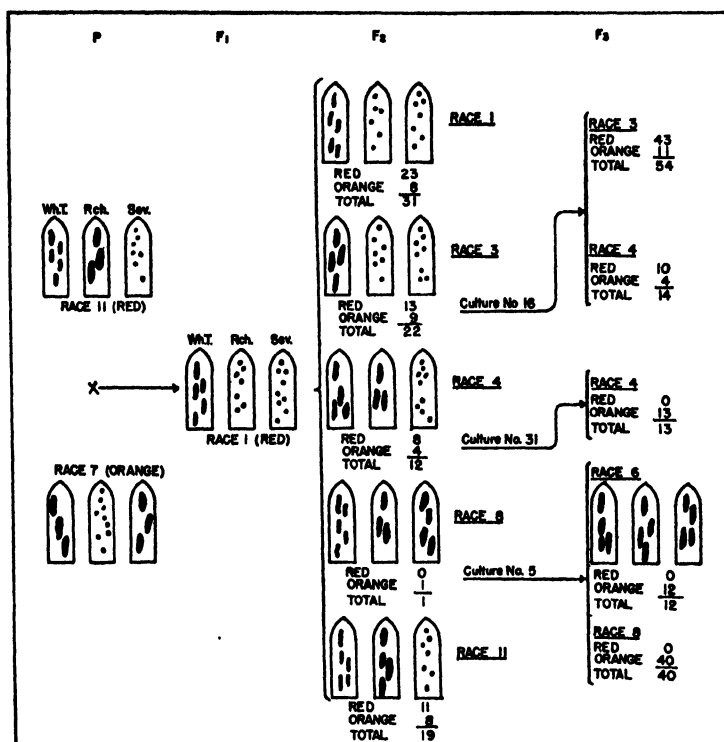 P
F1
F2
F3
Wh.T. Rch. Sev.
RACE 11 (RED)
X
RACE 7 (ORANGE)
Wh.T. Rch. Sev.
RACE 1 (RED)
RACE 1
RED 23
ORANGE 8
TOTAL 31
RACE 3
RED 13
ORANGE 9
TOTAL 22
Culture No 16
RACE 4
RED 8
ORANGE 4
TOTAL 12
Culture No. 31
RACE 8
RED 0
ORANGE 1
TOTAL 1
Culture No. 5
RACE 11
RED 11
ORANGE 8
TOTAL 19
RACE 3
RED 43
ORANGE 11
TOTAL 54
RACE 4
RED 10
ORANGE 4
TOTAL 14
RACE 4
RED 0
ORANGE 13
TOTAL 13
RACE 6
RED 0
ORANGE 12
TOTAL 12
RACE 8
RED 0
ORANGE 40
TOTAL 40